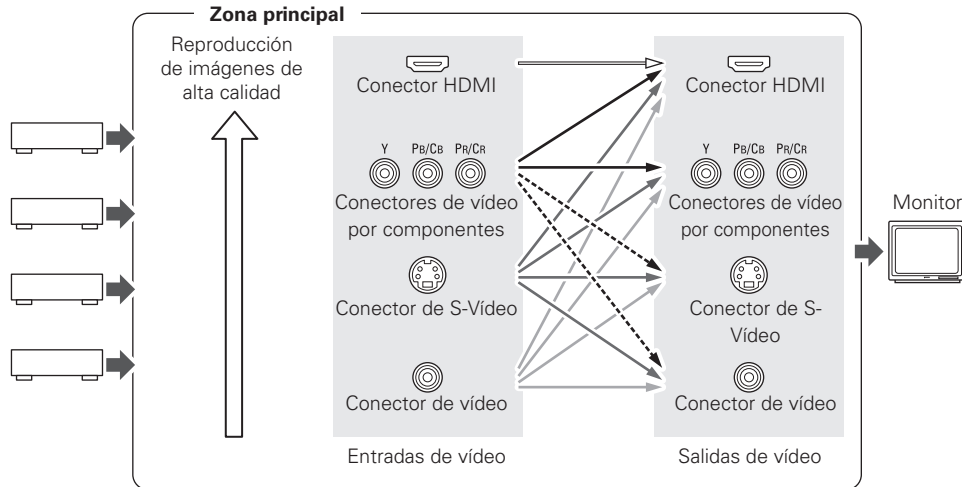 Zona principal
Reproducción
de imágenes de
alta calidad
Conector HDMI
Y PB/CB PR/CR
Conectores de vídeo
por componentes
Conector de S-Vídeo
Conector de vídeo
Entradas de vídeo
Conector HDMI
Y PB/CB PR/CR
Conectores de vídeo
por componentes
Conector de S-
Vídeo
Conector de vídeo
Salidas de vídeo
Monitor